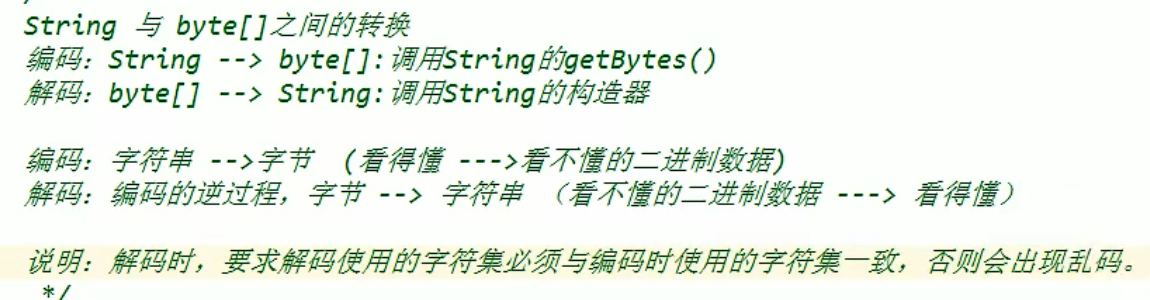 String 与 byte[]之间的转换
编码：String --> byte[]:调用String的getBytes()
解码：byte[] --> String:调用String的构造器
编码：字符串 -->字节 (看得懂 --->看不懂的二进制数据)
解码：编码的逆过程，字节 --> 字符串 （看不懂的二进制数据 ---> 看得懂）
说明：解码时，要求解码使用的字符集必须与编码时使用的字符集一致，否则会出现乱码。
*/